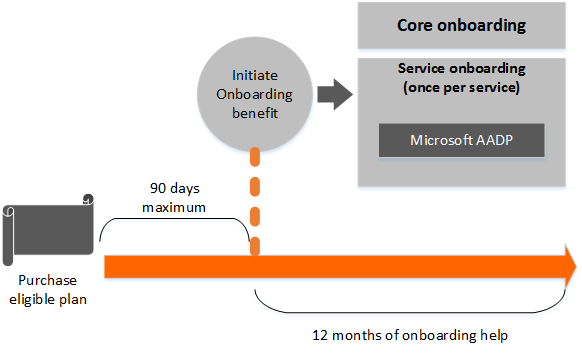 Core onboarding
Initiate
Onboarding
benefit
Service onboarding
(once per service)
Microsoft AADP
90 days
maximum
Purchase
eligible plan
12 months of onboarding help